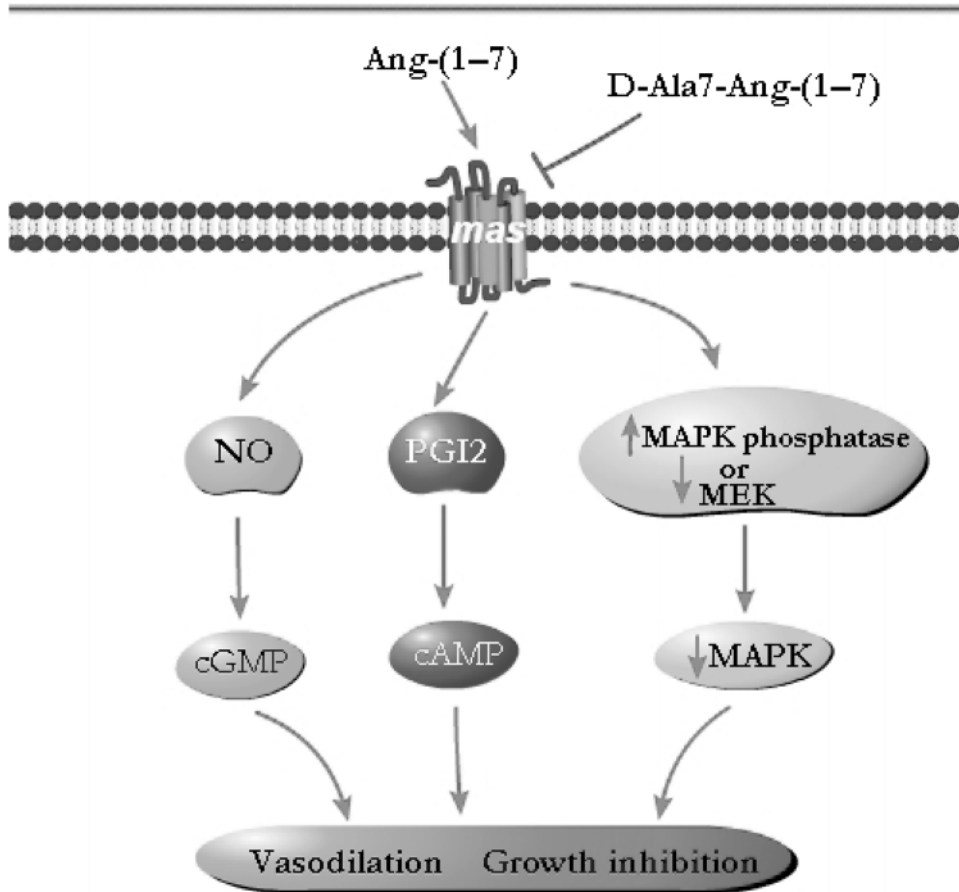 Ang-(1–7)
D-Ala7-Ang-(1–7)
mas
NO
PGI2
MAPK phosphatase
or
MEK
cGMP
cAMP
MAPK
Vasodilation Growth inhibition